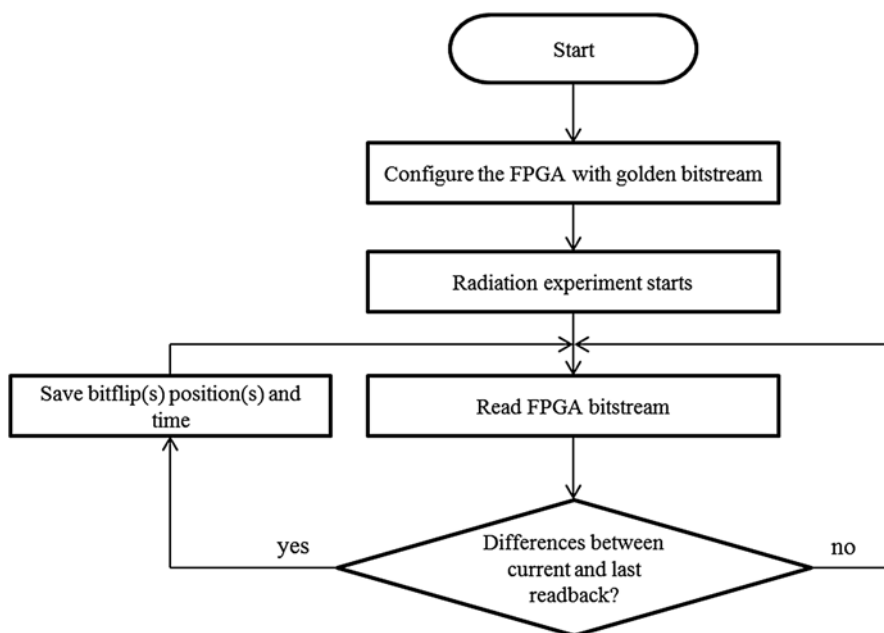 Start
Configure the FPGA with golden bitstream
Radiation experiment starts
Save bitflip(s) position(s) and
time
Read FPGA bitstream
yes
Differences between
current and last
readback?
no